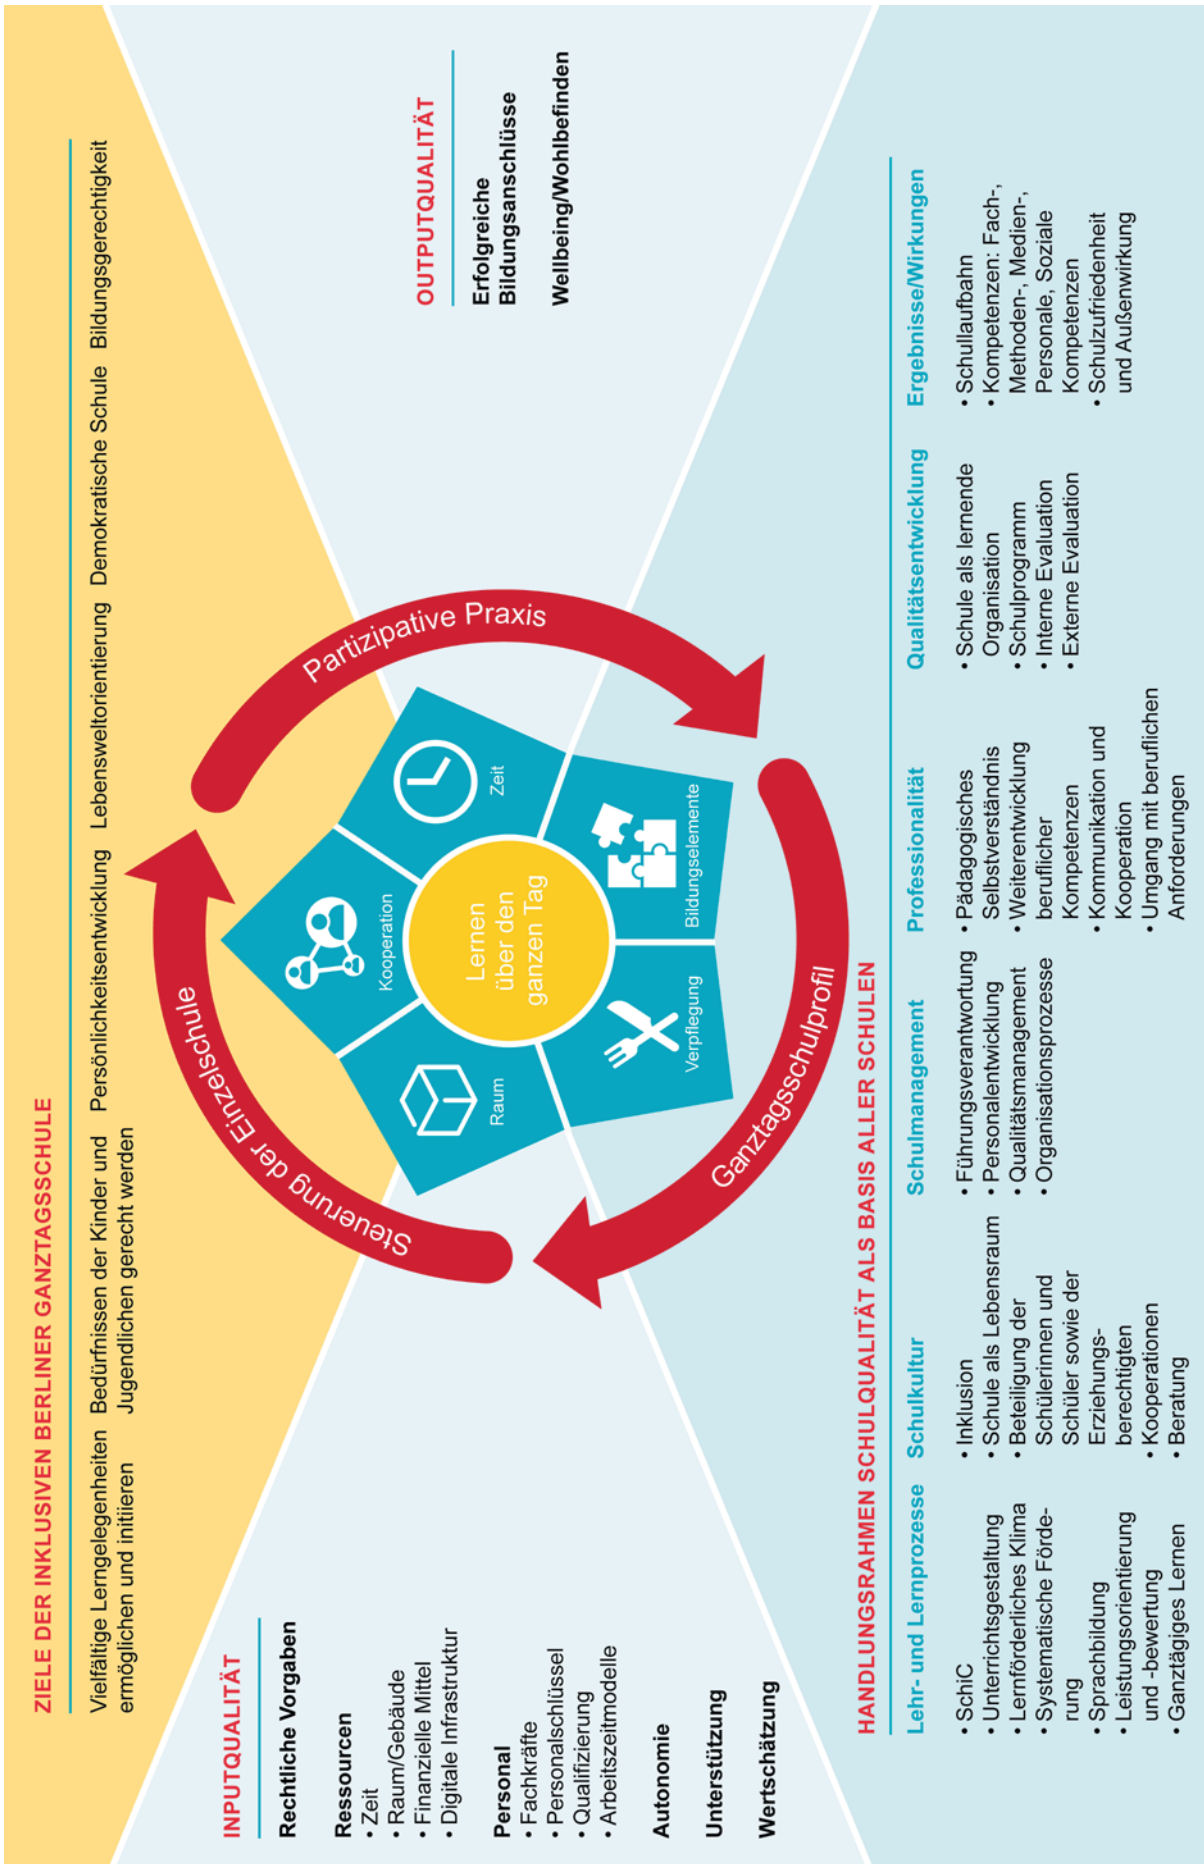 ZIELE DER INKLUSIVEN BERLINER GANZTAGSSCHULE
Vielfältige Lerngelegenheiten
ermöglichen und initiieren
Bedürfnissen der Kinder und
Jugendlichen gerecht werden
Persönlichkeitsentwicklung
Lebensweltorientierung
Demokratische Schule
Bildungsgerechtigkeit
INPUTQUALITÄT
Rechtliche Vorgaben
Ressourcen
• Zeit
• Raum/Gebäude
• Finanzielle Mittel
• Digitale Infrastruktur
Personal
• Fachkräfte
• Personalschlüssel
• Qualifizierung
• Arbeitszeitmodelle
Autonomie
Unterstützung
Wertschätzung
Steuerung der Einzelschule
Partizipative Praxis
Ganztagsschulprofil
Kooperation
Raum
Zeit
Lernen
über den
ganzen Tag
Verpflegung
Bildungselemente
OUTPUTQUALITÄT
Erfolgreiche
Bildungsanschlüsse
Wellbeing/Wohlbefinden
HANDLUNGSRAHMEN SCHULQUALITÄT ALS BASIS ALLER SCHULEN
Lehr- und Lernprozesse
• SchiC
• Unterrichtsgestaltung
• Lernförderliches Klima
• Systematische Förde-
rung
• Sprachbildung
• Leistungsorientierung
und -bewertung
• Ganztägiges Lernen
Schulkultur
• Inklusion
• Schule als Lebensraum
• Beteiligung der
Schülerinnen und
Schüler sowie der
Erziehungs-
berechtigten
• Kooperationen
• Beratung
Schulmanagement
• Führungsverantwortung
• Personalentwicklung
• Qualitätsmanagement
• Organisationsprozesse
Professionalität
• Pädagogisches
Selbstverständnis
• Weiterentwicklung
beruflicher
Kompetenzen
• Kommunikation und
Kooperation
• Umgang mit beruflichen
Anforderungen
Qualitätsentwicklung
• Schule als lernende
Organisation
• Schulprogramm
• Interne Evaluation
• Externe Evaluation
Ergebnisse/Wirkungen
• Schullaufbahn
• Kompetenzen: Fach-,
Methoden-, Medien-,
Personale, Soziale
Kompetenzen
• Schulzufriedenheit
und Außenwirkung